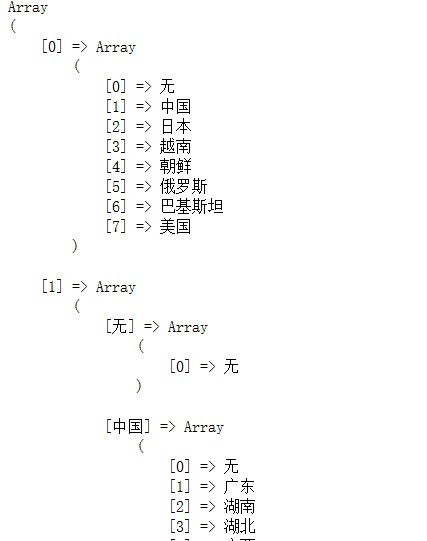 Array
(
[0] => Array
(
[0] => 无
[1] => 中国
[2] => 日本
[3] => 越南
[4] => 朝鲜
[5] => 俄罗斯
[6] => 巴基斯坦
[7] => 美国
)
[1] => Array
(
[无] => Array
(
[0] => 无
)
[中国] => Array
(
[0] => 无
[1] => 广东
[2] => 湖南
[3] => 湖北